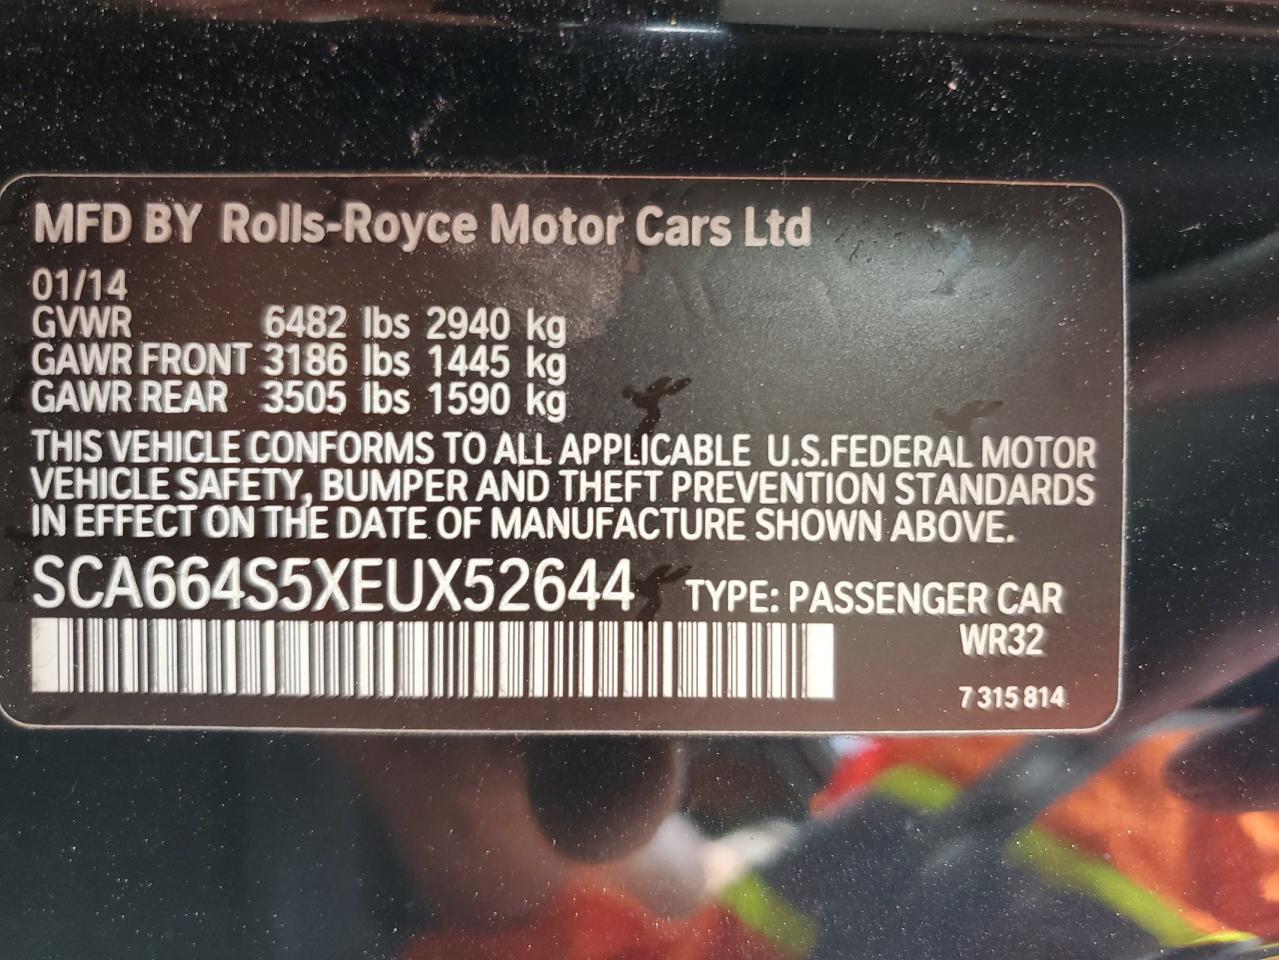 MFD BY Rolls-Royce Motor Cars Ltd
01/14
GVWR 6482 lbs 2940 kg
GAWR FRONT 3186 lbs 1445 kg
GAWR REAR 3505 lbs 1590 kg
THIS VEHICLE CONFORMS TO ALL APPLICABLE U.S.FEDERAL MOTOR
VEHICLE SAFETY, BUMPER AND THEFT PREVENTION STANDARDS
IN EFFECT ON THE DATE OF MANUFACTURE SHOWN ABOVE.
SCA664S5XEUX52644 TYPE: PASSENGER CAR
WR32
7 315 814